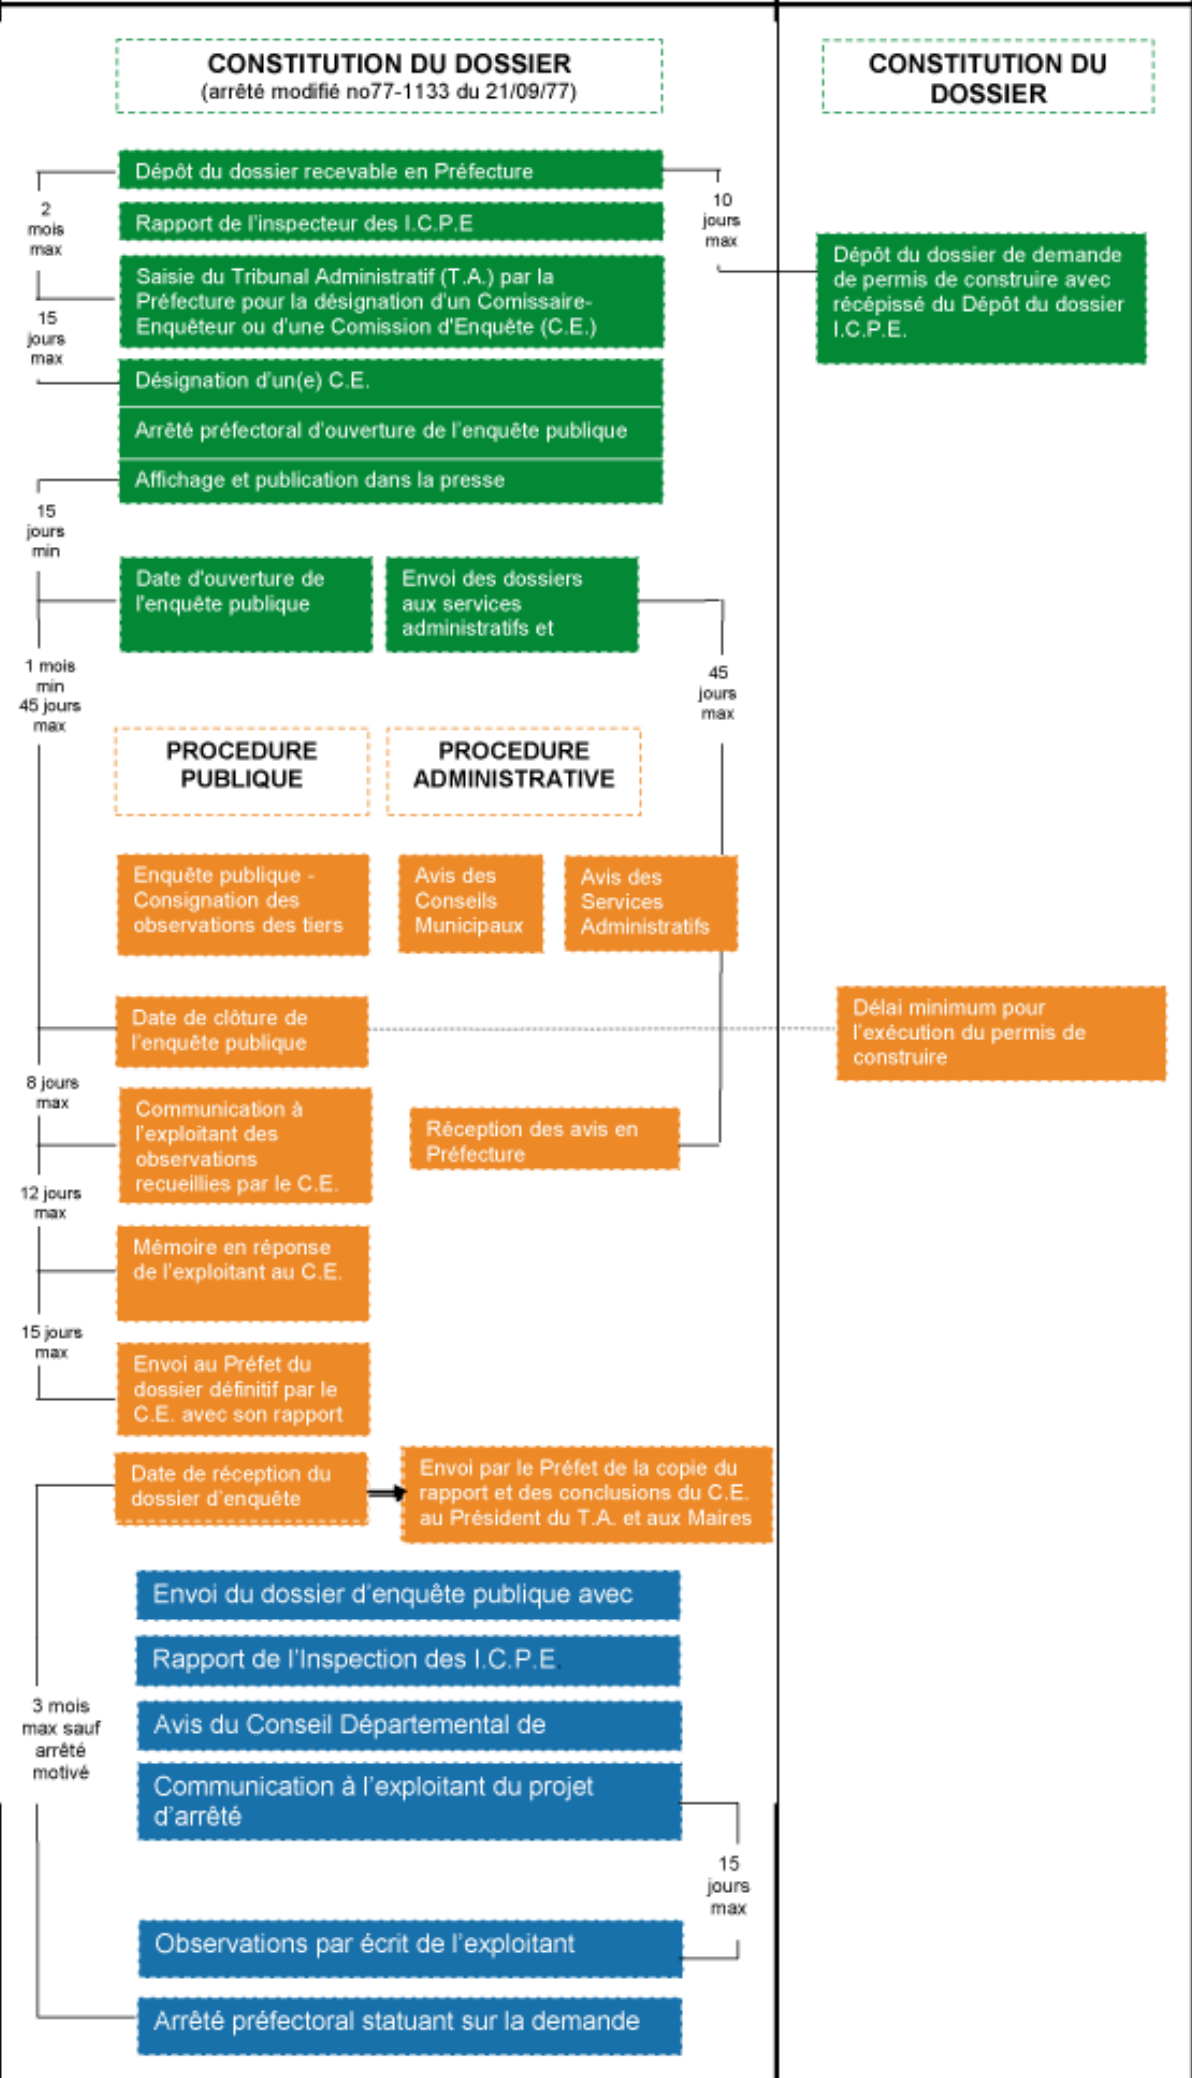 CONSTITUTION DU DOSSIER
(arrêté modifié no77-1133 du 21/09/77)
CONSTITUTION DU
DOSSIER
Dépôt du dossier recevable en Préfecture
2
mois
max
10
jours
max
Rapport de l'inspecteur des I.C.P.E
Dépôt du dossier de demande
de permis de construire avec
récépissé du Dépôt du dossier
I.C.P.E.
Saisie du Tribunal Administratif (T.A.) par la
Préfecture pour la désignation d'un Comissaire-
Enquêteur ou d'une Comission d'Enquête (C.E.)
15
jours
max
Désignation d'un(e) C.E.
Arrêté préfectoral d'ouverture de l'enquête publique
Affichage et publication dans la presse
15
jours
min
Date d'ouverture de
l'enquête publique
Envoi des dossiers
aux services
administratifs et
1 mois
min
45 jours
max
45
jours
max
PROCEDURE
PUBLIQUE
PROCEDURE
ADMINISTRATIVE
Enquête publique -
Consignation des
observations des tiers
Avis des
Conseils
Municipaux
Avis des
Services
Administratifs
Date de clôture de
l'enquête publique
Délai minimum pour
l'exécution du permis de
construire
8 jours
max
Communication à
l'exploitant des
observations
recueillies par le C.E.
Réception des avis en
Préfecture
12 jours
max
Mémoire en réponse
de l'exploitant au C.E.
15 jours
max
Envoi au Préfet du
dossier définitif par le
C.E. avec son rapport
Date de réception du
dossier d'enquête
Envoi par le Préfet de la copie du
rapport et des conclusions du C.E.
au Président du T.A. et aux Maires
Envoi du dossier d'enquête publique avec
Rapport de l'Inspection des I.C.P.E.
3 mois
max sauf
arrêté
motivé
Avis du Conseil Départemental de
Communication à l'exploitant du projet
d'arrêté
15
jours
max
Observations par écrit de l'exploitant
Arrêté préfectoral statuant sur la demande